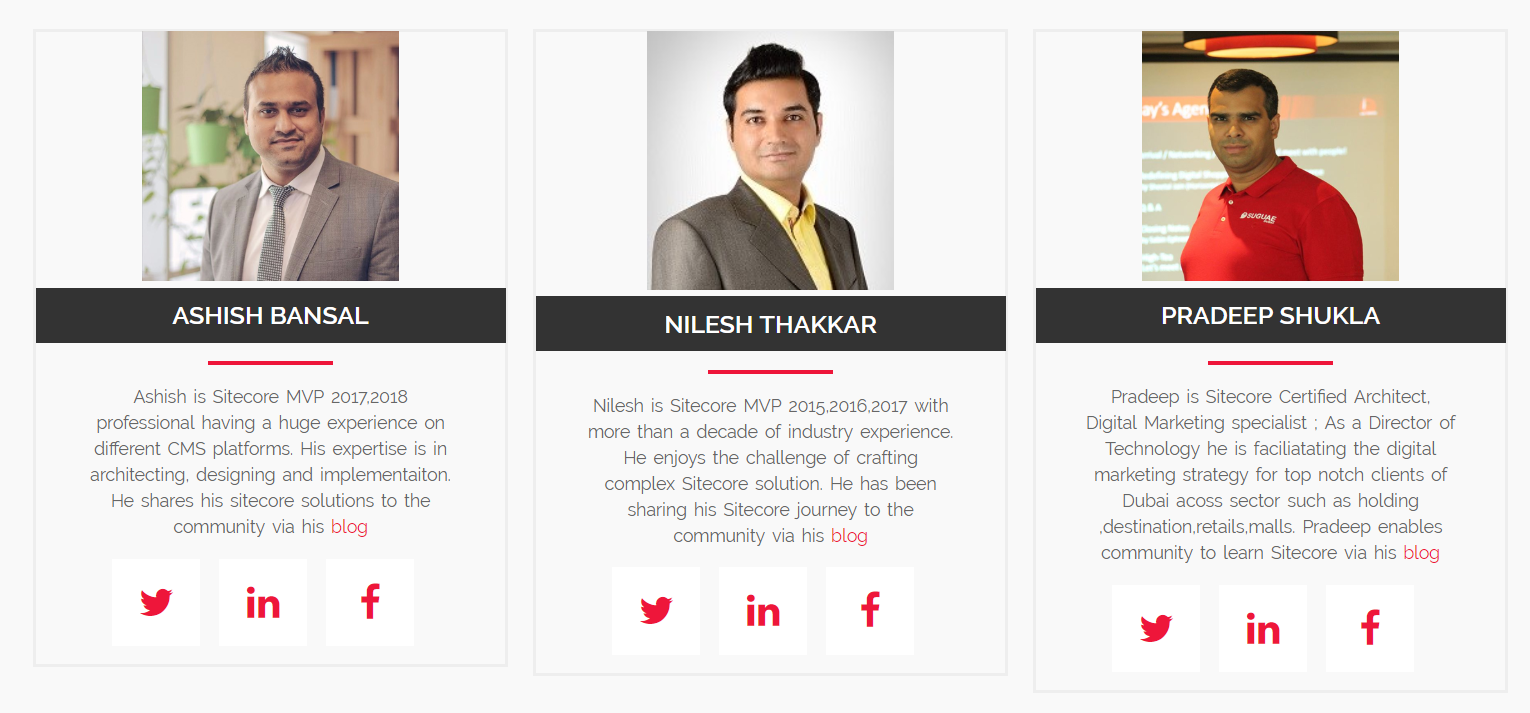 ay's Agen
SUGUAE
ASHISH BANSAL
Ashish is Sitecore MVP 2017,2018
professional having a huge experience on
different CMS platforms. His expertise is in
architecting, designing and implementaiton.
He shares his sitecore solutions to the
community via his blog
in
f
NILESH THAKKAR
Nilesh is Sitecore MVP 2015,2016,2017 with
more than a decade of industry experience.
He enjoys the challenge of crafting
complex Sitecore solution. He has been
sharing his Sitecore journey to the
community via his blog
in
f
PRADEEP SHUKLA
Pradeep is Sitecore Certified Architect,
Digital Marketing specialist ; As a Director of
Technology he is faciliatating the digital
marketing strategy for top notch clients of
Dubai acoss sector such as holding
,destination,retails,malls. Pradeep enables
community to learn Sitecore via his blog
in
f